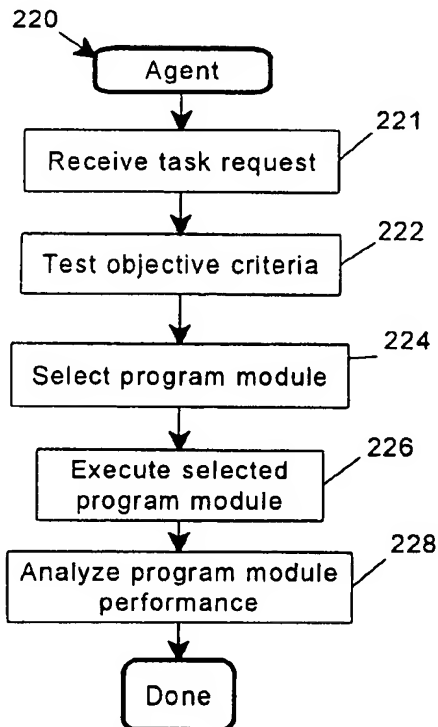 220
Agent
221
Receive task request
222
Test objective criteria
224
Select program module
226
Execute selected
program module
228
Analyze program module
performance
Done